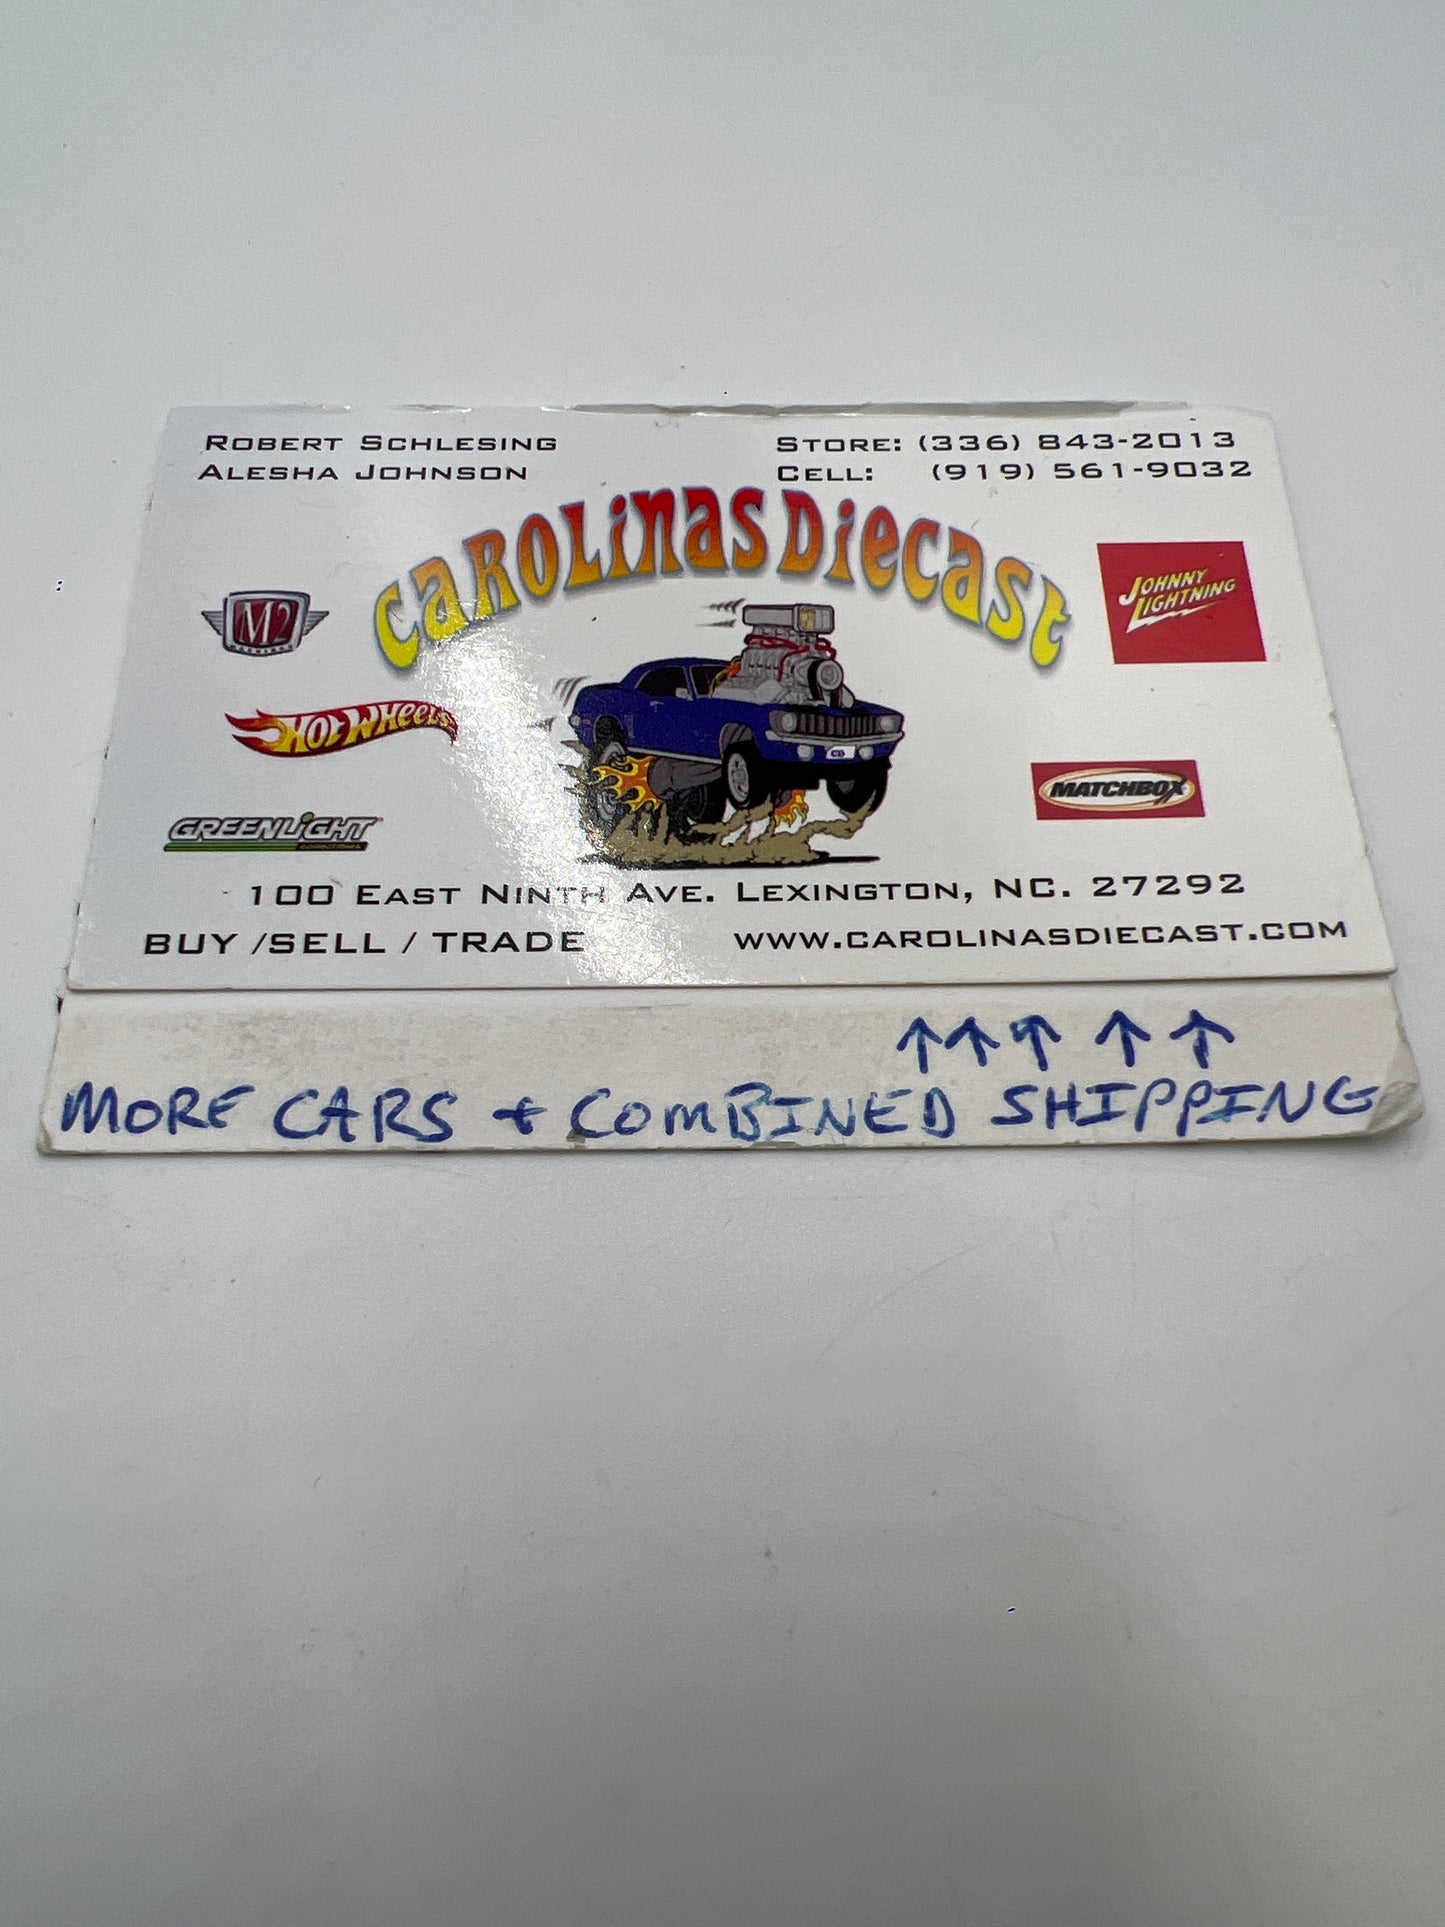 ROBERT SCHLESING
ALESHA JOHNSON
STORE: (336) 843-2013
CELL: (919) 561-9032
CAROLINAS DIECAST
M2
MACHINES
HOT WHEELS
GREENLIGHT
COLLECTIBLES
JOHNNY
LIGHTNING
MATCHBOX
100 EAST NINTH AVE. LEXINGTON, NC. 27292
BUY /SELL / TRADE
WWW.CAROLINASDIECAST.COM
↑ ↑ ↑ ↑ ↑
MORE CARS + COMBINED SHIPPING